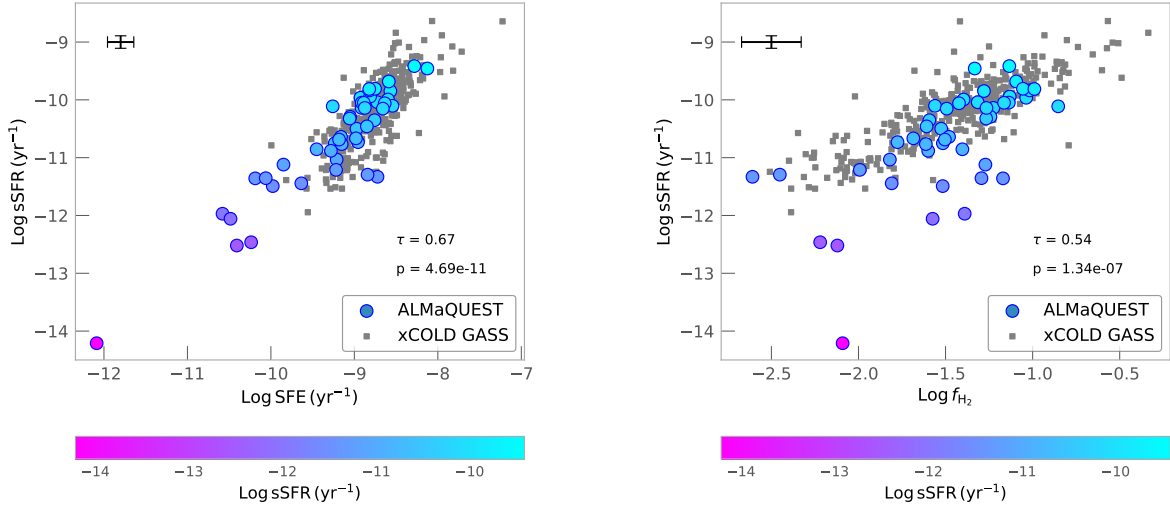 −9
−10
−11
−12
−13
−14
Log sSFR (yr⁻¹)
τ = 0.67
p = 4.69e-11
ALMaQUEST
xCOLD GASS
−12
−11
−10
−9
−8
−7
Log SFE (yr⁻¹)
−14
−13
−12
−11
−10
Log sSFR (yr⁻¹)
−9
−10
−11
−12
−13
−14
Log sSFR (yr⁻¹)
τ = 0.54
p = 1.34e-07
ALMaQUEST
xCOLD GASS
−2.5
−2.0
−1.5
−1.0
−0.5
Log f_H₂
−14
−13
−12
−11
−10
Log sSFR (yr⁻¹)